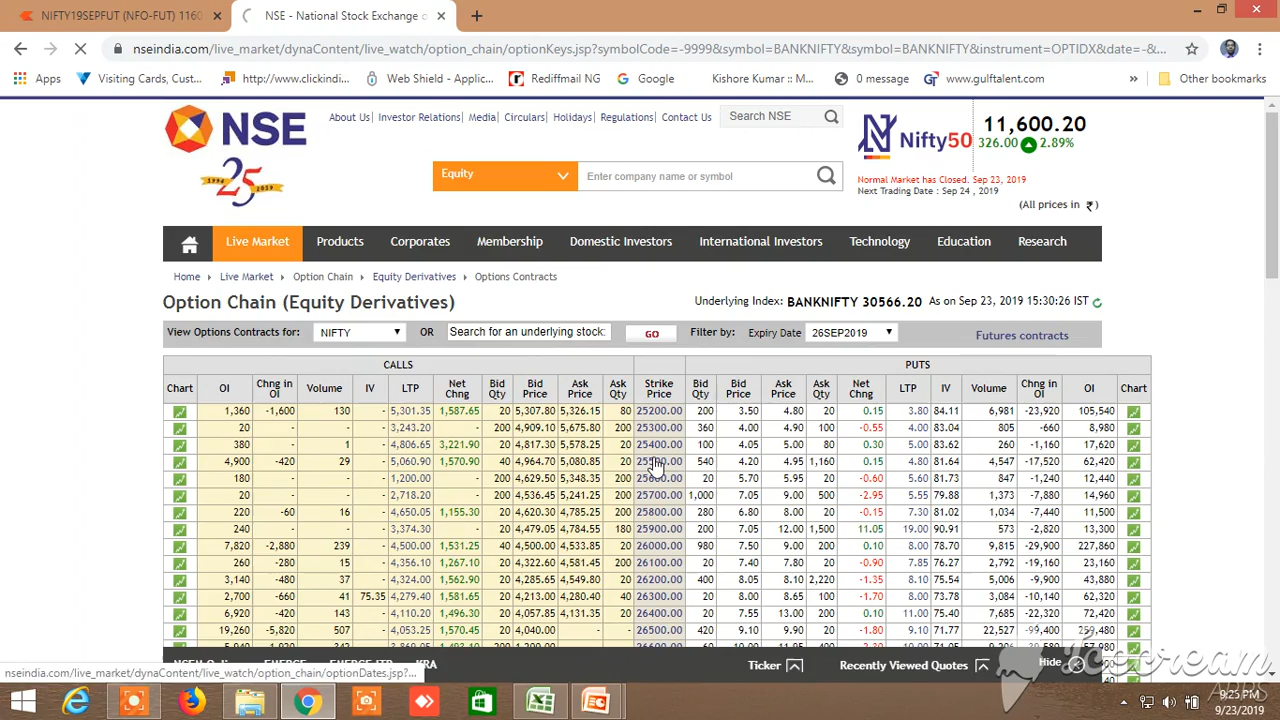 NIFTY19SEPFUT (NFO-FUT) 1160
NSE - National Stock Exchange o
nseindia.com/live_market/dynaContent/live_watch/option_chain/optionKeys.jsp?symbolCode=-9999&symbol=BANKNIFTY&symbol=BANKNIFTY&instrument=OPTIDX&date=-&...
Apps Visiting Cards, Cust... http://www.clickindi... Web Shield - Applic... Rediffmail NG Google Kishore Kumar :: M... 0 message www.gulftalent.com » Other bookmarks
NSE
1994 25 2019
About Us| Investor Relations| Media| Circulars| Holidays| Regulations| Contact Us
Search NSE
Equity Enter company name or symbol
Nifty50
11,600.20
326.00 2.89%
Normal Market has Closed. Sep 23, 2019
Next Trading Date : Sep 24 , 2019
(All prices in ₹)
Live Market Products Corporates Membership Domestic Investors International Investors Technology Education Research
Home Live Market Option Chain Equity Derivatives Options Contracts
Option Chain (Equity Derivatives)
Underlying Index: BANKNIFTY 30566.20 As on Sep 23, 2019 15:30:26 IST
View Options Contracts for: NIFTY OR Search for an underlying stock: GO Filter by: Expiry Date 26SEP2019 Futures contracts
CALLS PUTS
Chart OI Chng in OI Volume IV LTP Net Chng Bid Qty Bid Price Ask Price Ask Qty Strike Price Bid Qty Bid Price Ask Price Ask Qty Net Chng LTP IV Volume Chng in OI OI Chart
1,360 -1,600 130 - 5,301.35 1,587.65 20 5,307.80 5,326.15 80 25200.00 200 3.50 4.80 20 0.15 3.80 84.11 6,981 -23,920 105,540
20 - - - 3,243.20 - 200 4,909.10 5,675.80 200 25300.00 360 4.00 4.90 100 -0.55 4.00 83.04 805 -660 8,980
380 - 1 - 4,806.65 3,221.90 20 4,817.30 5,578.25 20 25400.00 100 4.05 5.00 80 0.30 5.00 83.62 260 -1,160 17,620
4,900 -420 29 - 5,060.90 1,570.90 40 4,964.70 5,080.85 20 25500.00 540 4.20 4.95 1,160 0.15 4.80 81.64 4,547 -17,520 62,420
180 - - - 1,200.00 - 200 4,629.50 5,348.35 200 25600.00 20 5.70 5.95 20 -0.60 5.60 81.73 847 -1,240 12,440
20 - - - 2,718.20 - 200 4,536.45 5,241.25 200 25700.00 1,000 7.05 9.00 500 -2.95 5.55 79.88 1,373 -7,880 14,960
220 -60 16 - 4,650.05 1,155.30 20 4,620.30 4,785.25 200 25800.00 280 6.80 8.00 20 -0.15 7.30 81.02 1,034 -7,440 11,500
240 - - - 3,374.30 - 20 4,479.05 4,784.55 180 25900.00 200 7.05 12.00 1,500 11.05 19.00 90.91 573 -2,820 13,300
7,820 -2,880 239 - 4,500.00 1,531.25 40 4,500.00 4,533.85 20 26000.00 980 7.50 9.00 200 0.10 8.00 78.70 9,815 -29,900 227,860
260 -280 15 - 4,356.10 1,267.10 20 4,322.60 4,581.45 200 26100.00 20 7.40 7.80 20 -0.90 7.85 76.27 2,792 -19,160 23,160
3,140 -480 37 - 4,324.00 1,562.90 20 4,285.65 4,549.80 20 26200.00 400 8.05 8.10 2,220 -1.35 8.10 75.54 5,006 -9,900 43,880
2,700 -660 41 75.35 4,279.40 1,581.65 20 4,213.00 4,280.40 40 26300.00 20 8.00 8.65 100 -1.70 8.00 73.78 3,084 -10,140 62,320
6,920 -420 143 - 4,110.20 1,496.30 20 4,057.85 4,131.35 20 26400.00 20 7.55 13.00 200 0.10 11.00 75.40 7,685 -22,320 72,420
19,260 -5,820 507 - 4,053.25 1,570.45 20 4,040.00 - - 26500.00 420 9.10 9.90 20 -1.80 9.10 71.77 22,527 -99,400 259,480
Ticker Recently Viewed Quotes Hide
nseindia.com/live_market/dynaContent/live_watch/option_chain/optionDates.jsp?...
Icecream
APPS
9:25 PM
9/23/2019